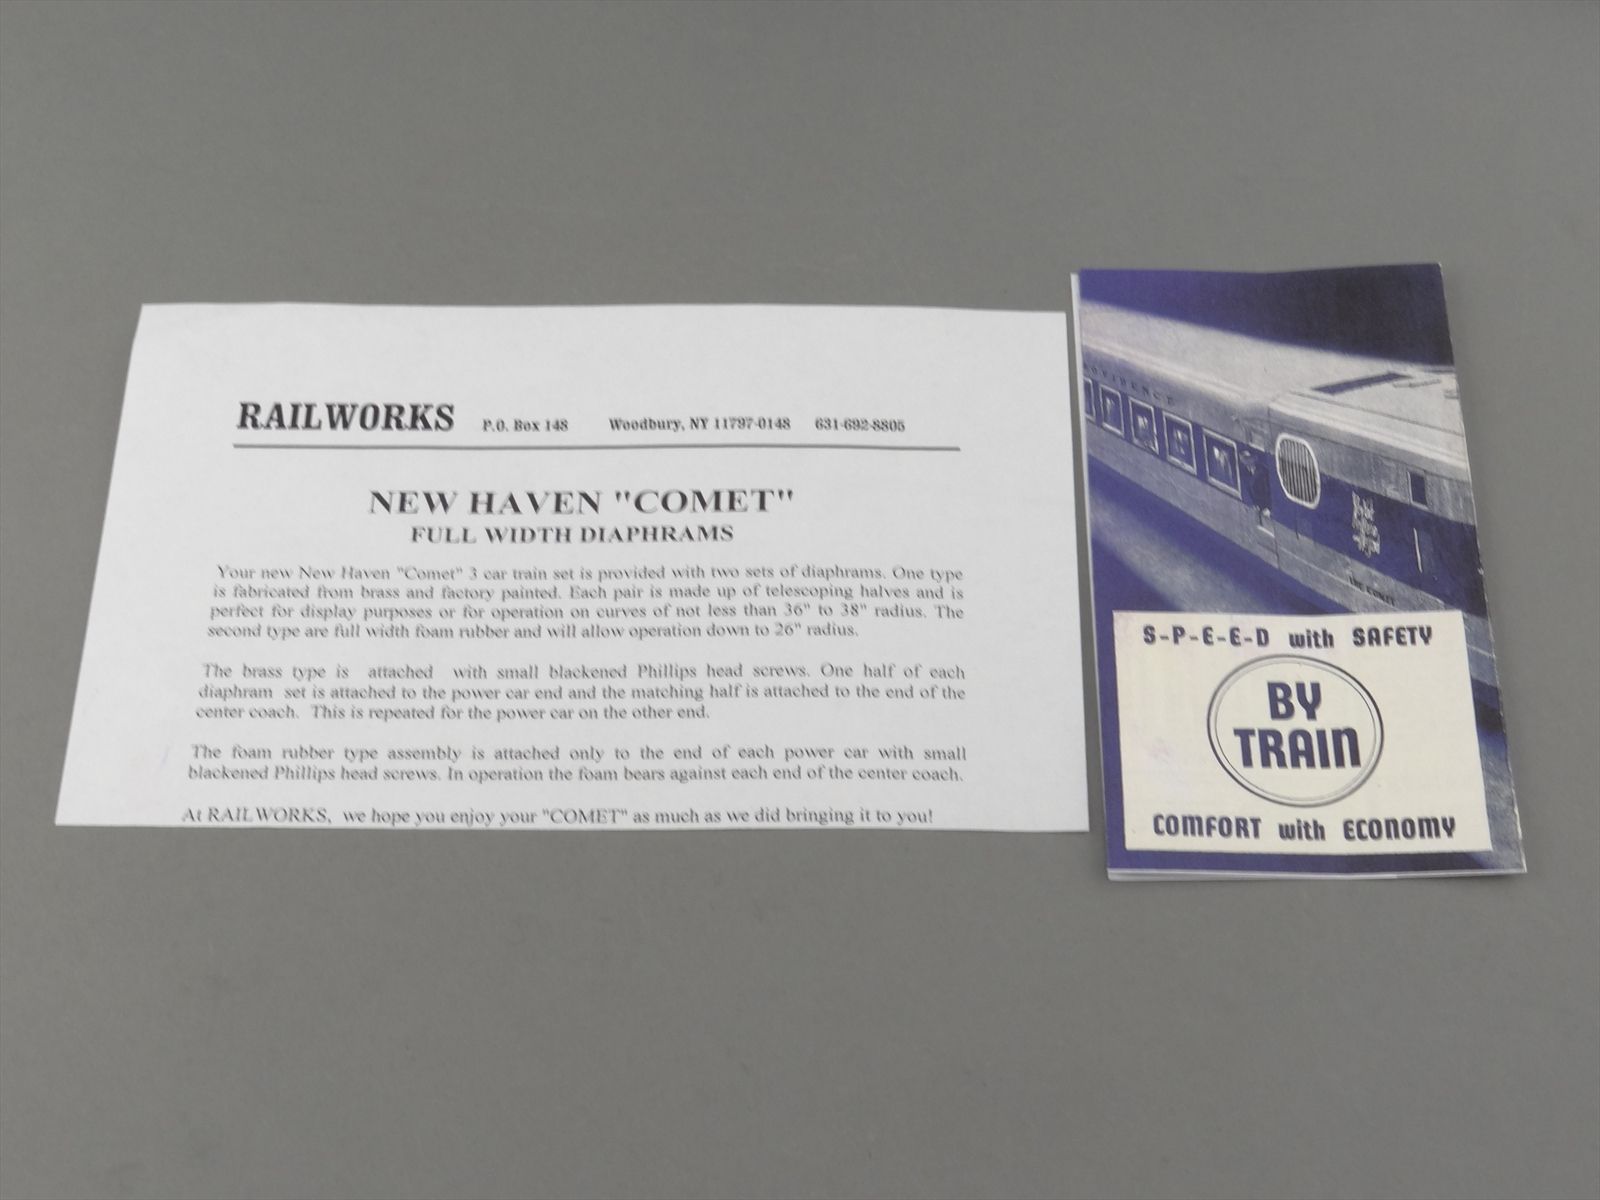 RAILWORKS P.O. Box 148 Woodbury, NY 11797-0148 631-692-8805
NEW HAVEN "COMET"
FULL WIDTH DIAPHRAMS
Your new New Haven "Comet" 3 car train set is provided with two sets of diaphrams. One type
is fabricated from brass and factory painted. Each pair is made up of telescoping halves and is
perfect for display purposes or for operation on curves of not less than 36" to 38" radius. The
second type are full width foam rubber and will allow operation down to 26" radius.
The brass type is attached with small blackened Phillips head screws. One half of each
diaphram set is attached to the power car end and the matching half is attached to the end of the
center coach. This is repeated for the power car on the other end.
The foam rubber type assembly is attached only to the end of each power car with small
blackened Phillips head screws. In operation the foam bears against each end of the center coach.
At RAILWORKS, we hope you enjoy your "COMET" as much as we did bringing it to you!
THE COMET
S-P-E-E-D with SAFETY
BY
TRAIN
COMFORT with ECONOMY